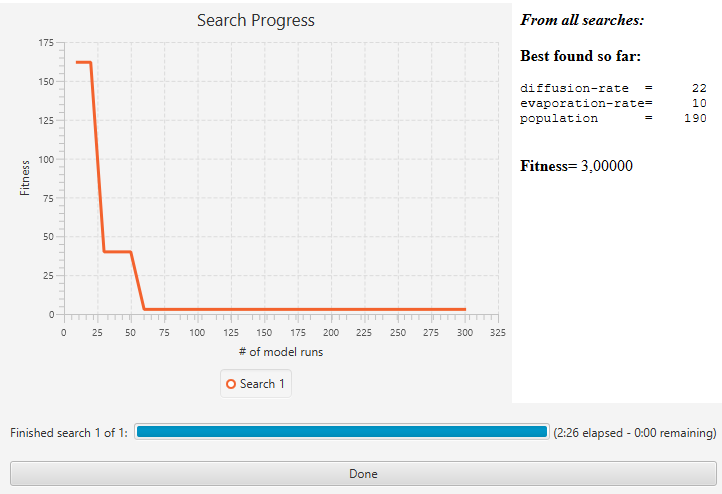 Search Progress
175
150
125
100
75
50
25
0
Fitness
0 25 50 75 100 125 150 175 200 225 250 275 300 325
# of model runs
Search 1
From all searches:
Best found so far:
diffusion-rate = 22
evaporation-rate= 10
population = 190
Fitness= 3,00000
Finished search 1 of 1: (2:26 elapsed - 0:00 remaining)
Done